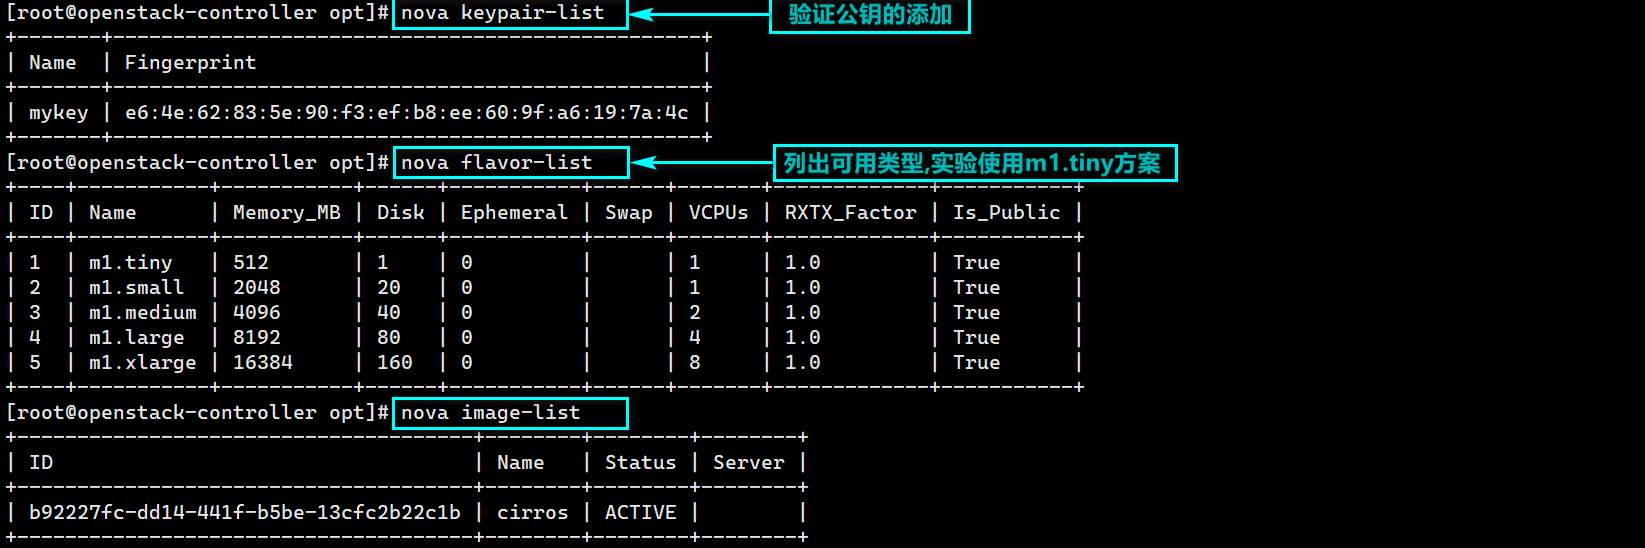 [root@openstack-controller opt]# nova keypair-list 验证公钥的添加
+-------+-------------------------------------------------+
| Name  | Fingerprint                                     |
+-------+-------------------------------------------------+
| mykey | e6:4e:62:83:5e:90:f3:ef:b8:ee:60:9f:a6:19:7a:4c |
+-------+-------------------------------------------------+
[root@openstack-controller opt]# nova flavor-list 列出可用类型,实验使用m1.tiny方案
+----+-----------+-----------+------+-----------+------+-------+-------------+-----------+
| ID | Name      | Memory_MB | Disk | Ephemeral | Swap | VCPUs | RXTX_Factor | Is_Public |
+----+-----------+-----------+------+-----------+------+-------+-------------+-----------+
| 1  | m1.tiny   | 512       | 1    | 0         |      | 1     | 1.0         | True      |
| 2  | m1.small  | 2048      | 20   | 0         |      | 1     | 1.0         | True      |
| 3  | m1.medium | 4096      | 40   | 0         |      | 2     | 1.0         | True      |
| 4  | m1.large  | 8192      | 80   | 0         |      | 4     | 1.0         | True      |
| 5  | m1.xlarge | 16384     | 160  | 0         |      | 8     | 1.0         | True      |
+----+-----------+-----------+------+-----------+------+-------+-------------+-----------+
[root@openstack-controller opt]# nova image-list
+--------------------------------------+--------+--------+--------+
| ID                                   | Name   | Status | Server |
+--------------------------------------+--------+--------+--------+
| b92227fc-dd14-441f-b5be-13cfc2b22c1b | cirros | ACTIVE |        |
+--------------------------------------+--------+--------+--------+